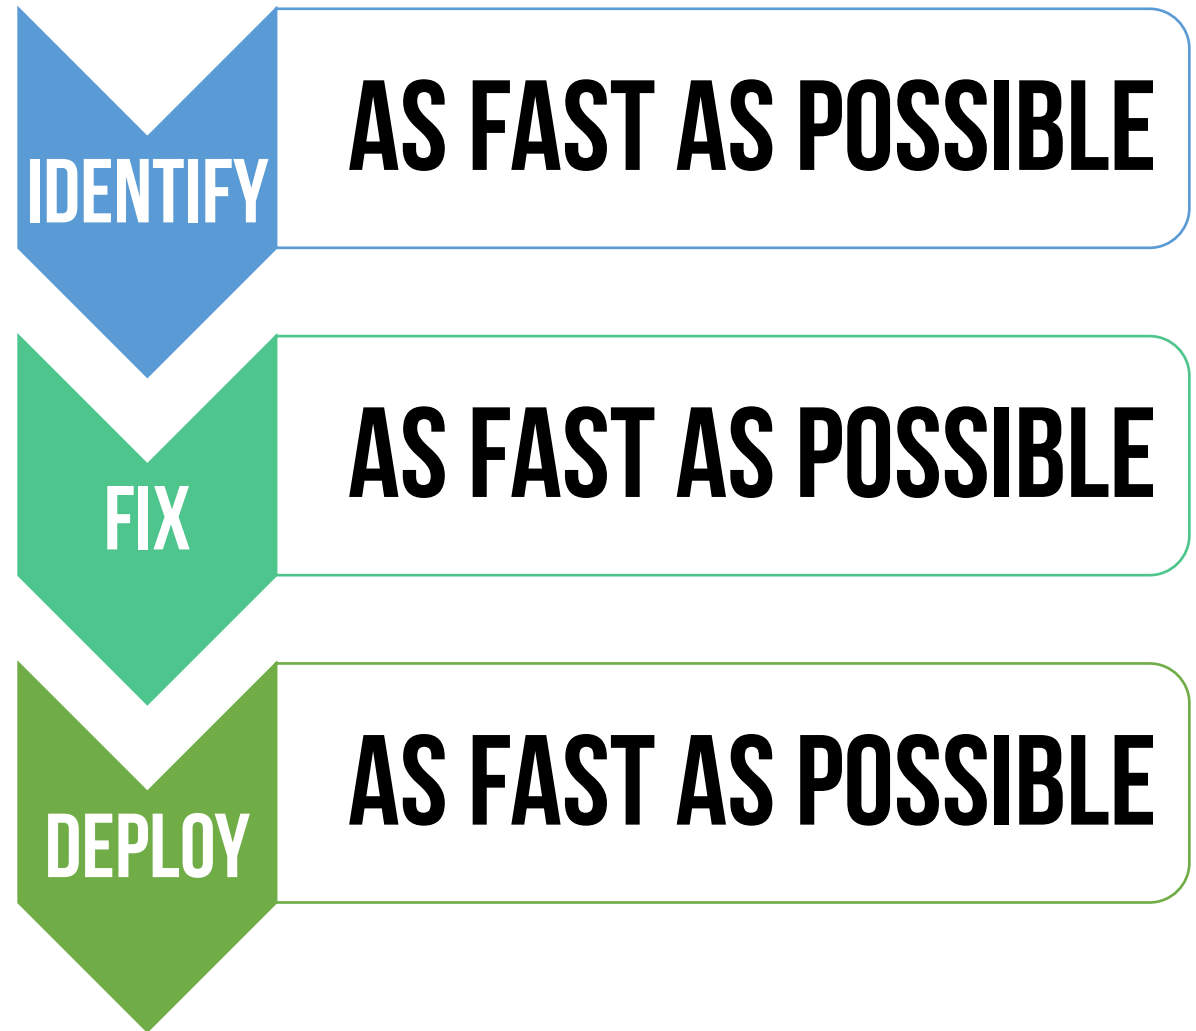 IDENTIFY
AS FAST AS POSSIBLE
FIX
AS FAST AS POSSIBLE
DEPLOY
AS FAST AS POSSIBLE